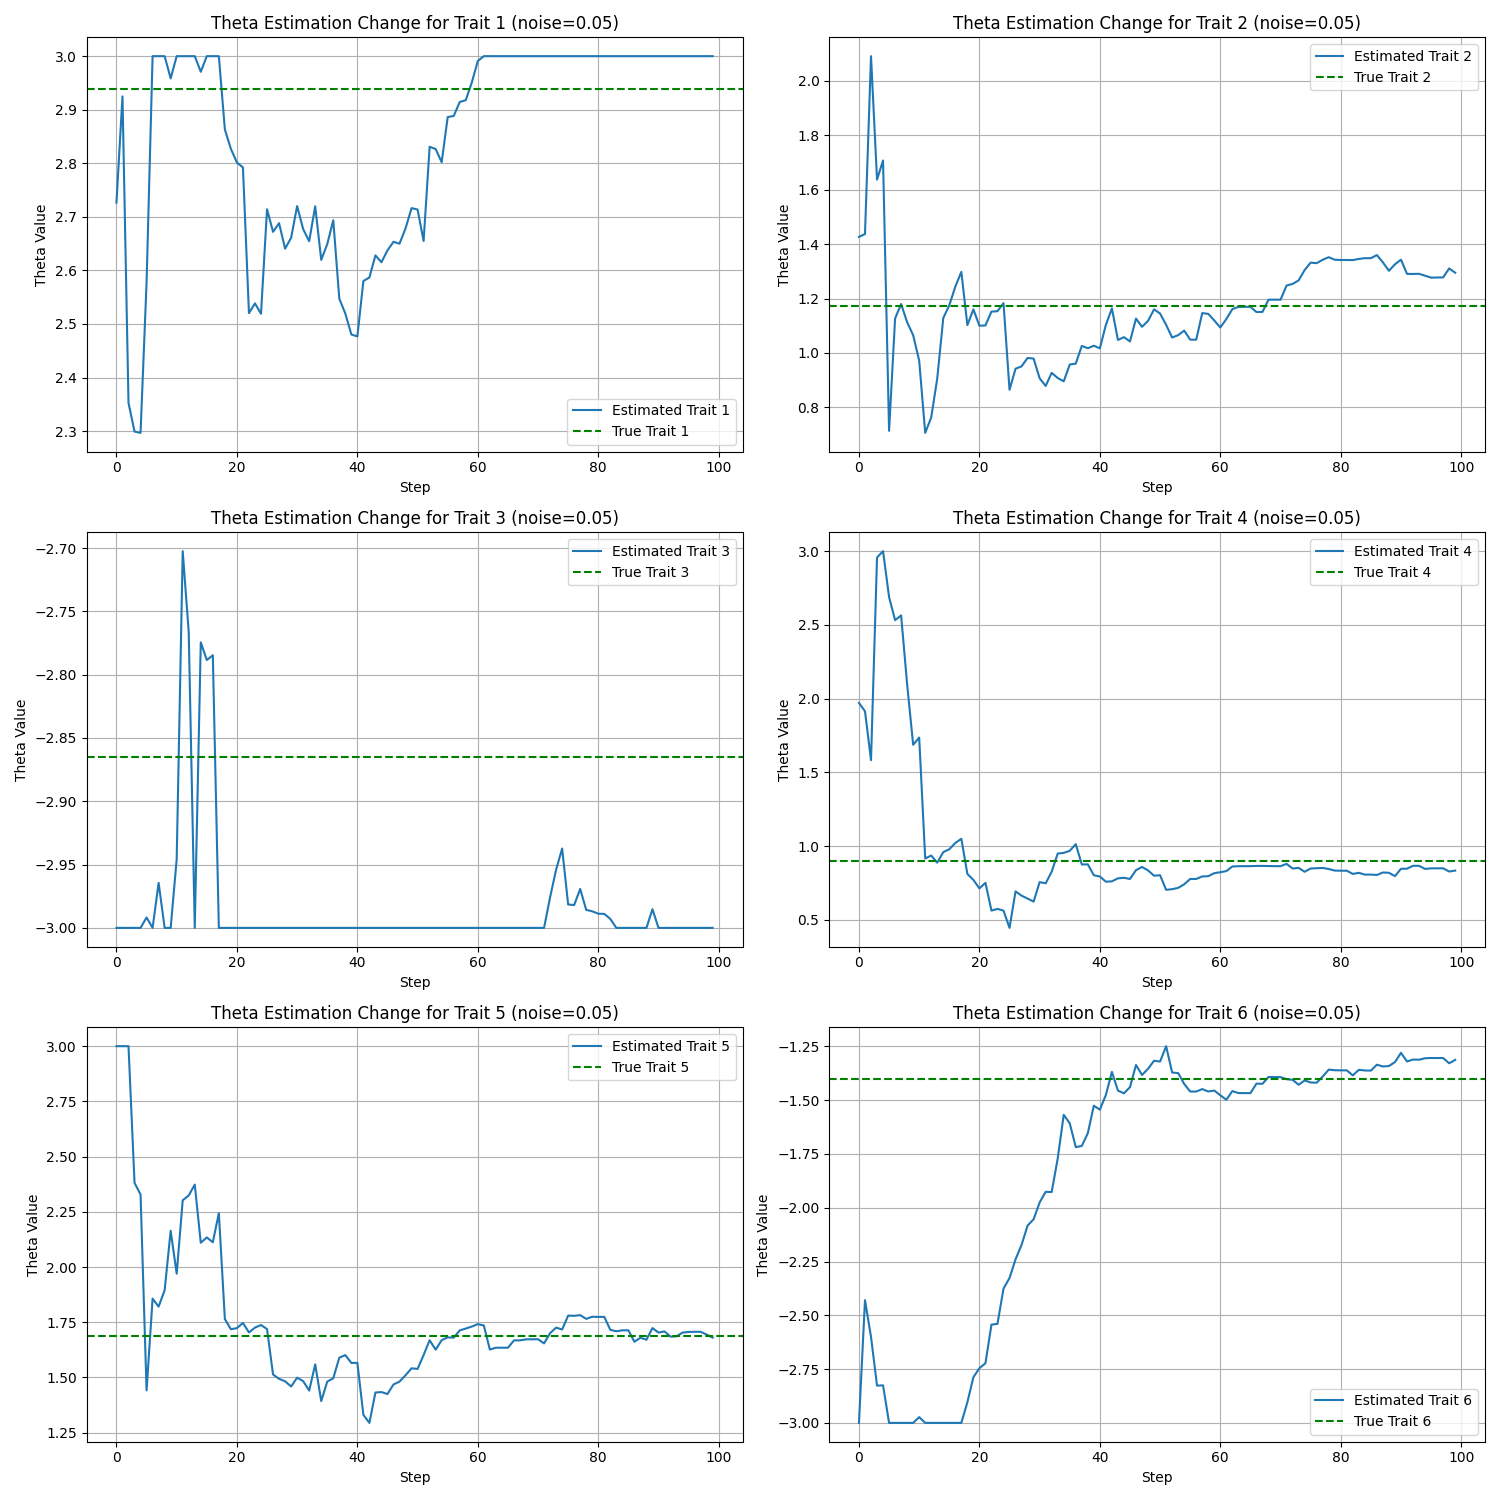 Theta Estimation Change for Trait 1 (noise=0.05)
3.0
2.9
2.8
2.7
2.6
2.5
2.4
2.3
Theta Value
0 20 40 60 80 100
Step
Estimated Trait 1
True Trait 1
Theta Estimation Change for Trait 2 (noise=0.05)
2.0
1.8
1.6
1.4
1.2
1.0
0.8
Theta Value
0 20 40 60 80 100
Step
Estimated Trait 2
True Trait 2
Theta Estimation Change for Trait 3 (noise=0.05)
−2.70
−2.75
−2.80
−2.85
−2.90
−2.95
−3.00
Theta Value
0 20 40 60 80 100
Step
Estimated Trait 3
True Trait 3
Theta Estimation Change for Trait 4 (noise=0.05)
3.0
2.5
2.0
1.5
1.0
0.5
Theta Value
0 20 40 60 80 100
Step
Estimated Trait 4
True Trait 4
Theta Estimation Change for Trait 5 (noise=0.05)
3.00
2.75
2.50
2.25
2.00
1.75
1.50
1.25
Theta Value
0 20 40 60 80 100
Step
Estimated Trait 5
True Trait 5
Theta Estimation Change for Trait 6 (noise=0.05)
−1.25
−1.50
−1.75
−2.00
−2.25
−2.50
−2.75
−3.00
Theta Value
0 20 40 60 80 100
Step
Estimated Trait 6
True Trait 6